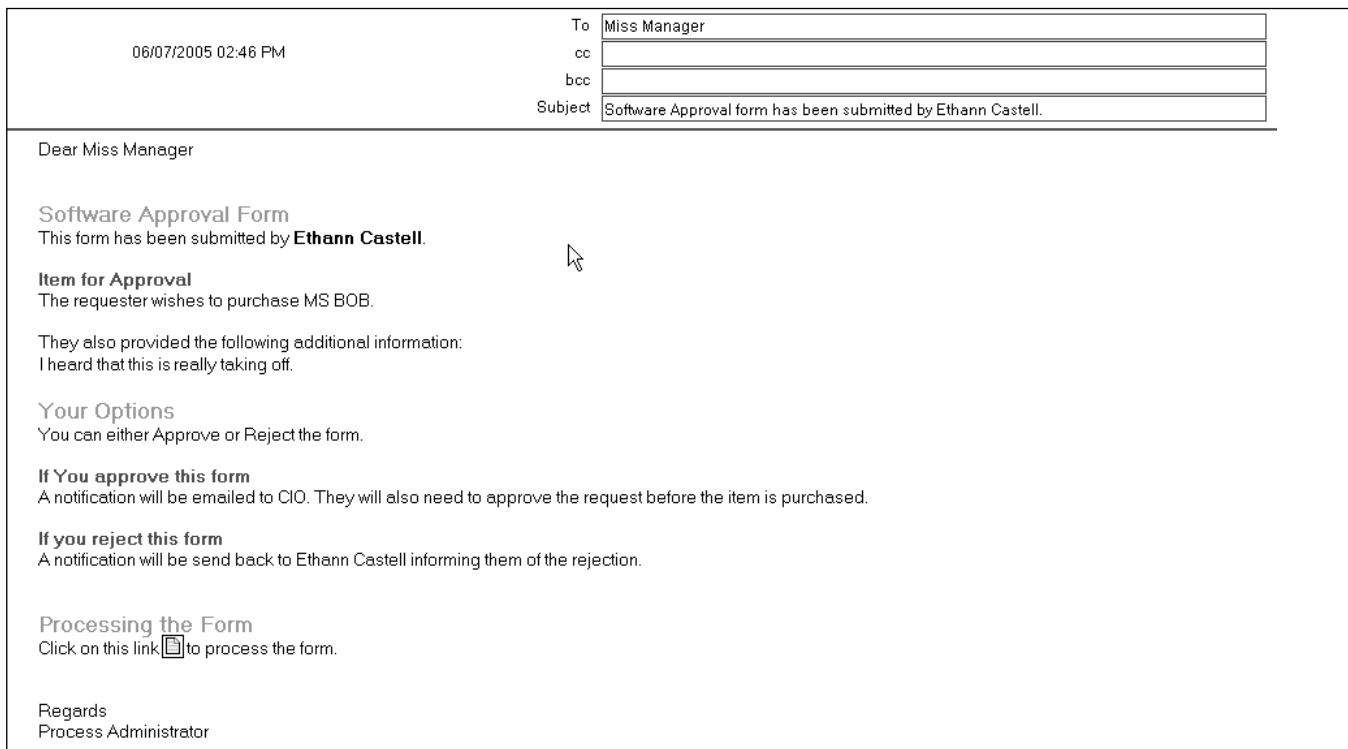 To Miss Manager
06/07/2005 02:46 PM
cc
bcc
Subject Software Approval form has been submitted by Ethann Castell.
Dear Miss Manager
Software Approval Form
This form has been submitted by Ethann Castell.
Item for Approval
The requester wishes to purchase MS BOB.
They also provided the following additional information:
I heard that this is really taking off.
Your Options
You can either Approve or Reject the form.
If You approve this form
A notification will be emailed to CIO. They will also need to approve the request before the item is purchased.
If you reject this form
A notification will be send back to Ethann Castell informing them of the rejection.
Processing the Form
Click on this link to process the form.
Regards
Process Administrator